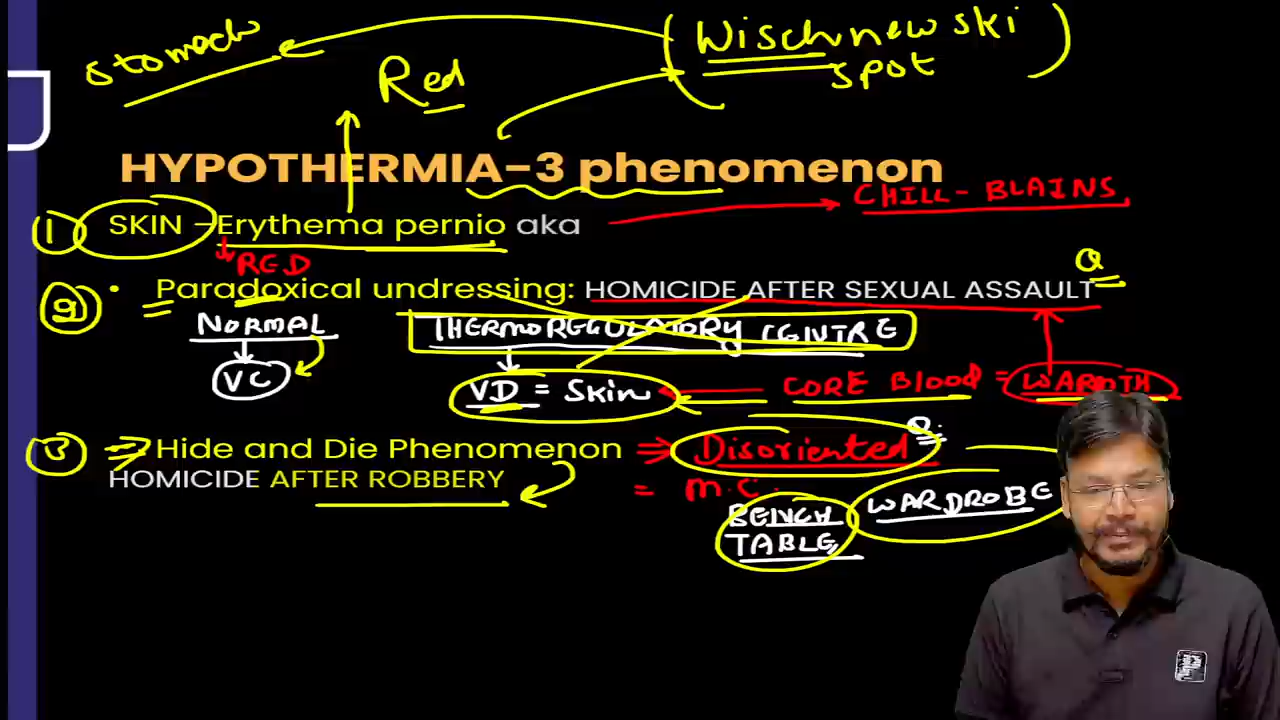 stomach
(Wischnewski
spot)
Red
HYPOTHERMIA-3 phenomenon
① SKIN –Erythema pernio aka
CHILL-BLAINS
RED
Q
② • Paradoxical undressing: HOMICIDE AFTER SEXUAL ASSAULT
NORMAL
THERMOREGULATORY CENTRE
VC
VD = Skin
CORE Blood = WARMTH
③ Hide and Die Phenomenon ⇒ Disoriented
Q:
HOMICIDE AFTER ROBBERY
= m.c.
BENCH
TABLE
WARDROBE